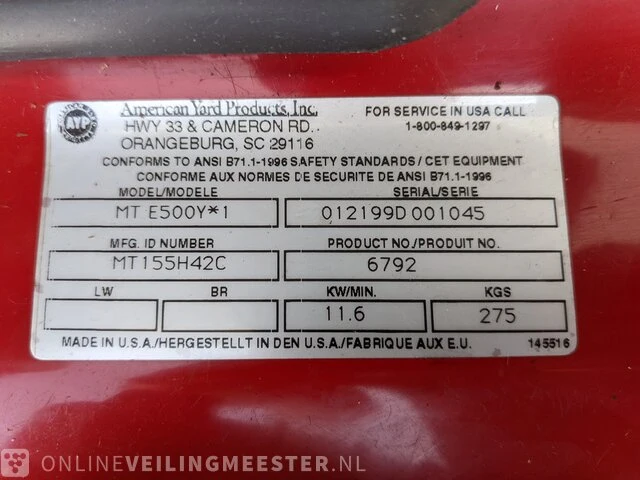 AYP
American Yard Products, Inc.
HWY 33 & CAMERON RD..
ORANGEBURG, SC 29116
FOR SERVICE IN USA CALL
1-800-849-1297
CONFORMS TO ANSI B71.1-1996 SAFETY STANDARDS / CET EQUIPMENT
CONFORME AUX NORMES DE SECURITE DE ANSI B71.1-1996
MODEL/MODELE SERIAL/SERIE
MT E500Y*1 012199D 001045
MFG. ID NUMBER PRODUCT NO./PRODUIT NO.
MT155H42C 6792
LW BR KW/MIN. KGS
11.6 275
MADE IN U.S.A./HERGESTELLT IN DEN U.S.A./FABRIQUE AUX E.U. 145516
ONLINEVEILINGMEESTER.NL